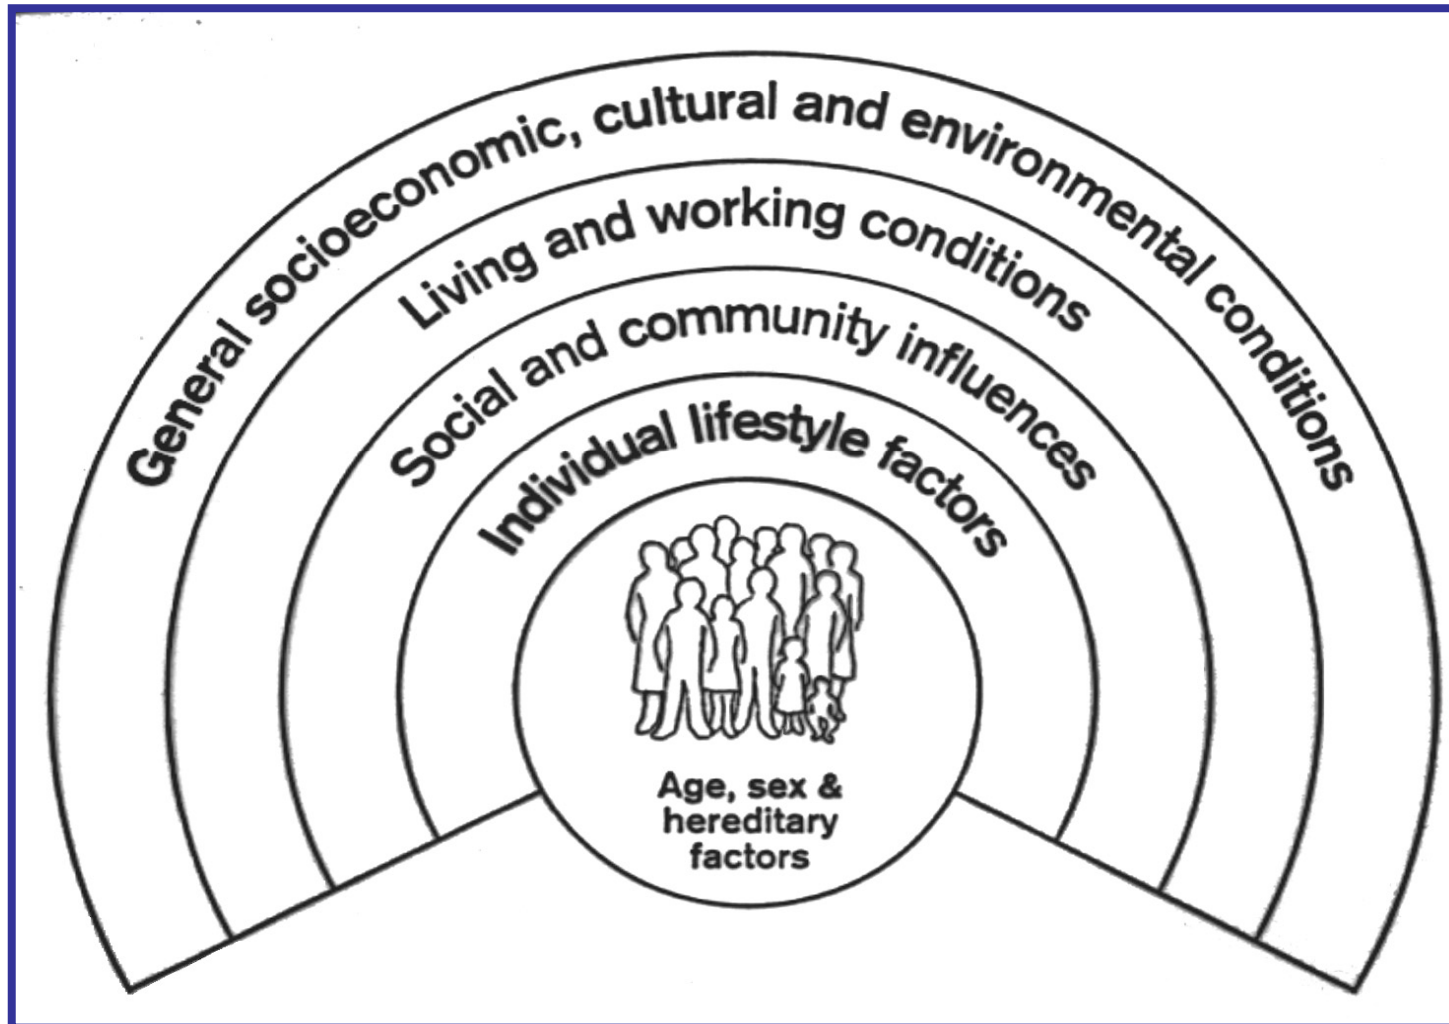 General socioeconomic, cultural and environmental conditions
Living and working conditions
Social and community influences
Individual lifestyle factors
Age, sex &
hereditary
factors